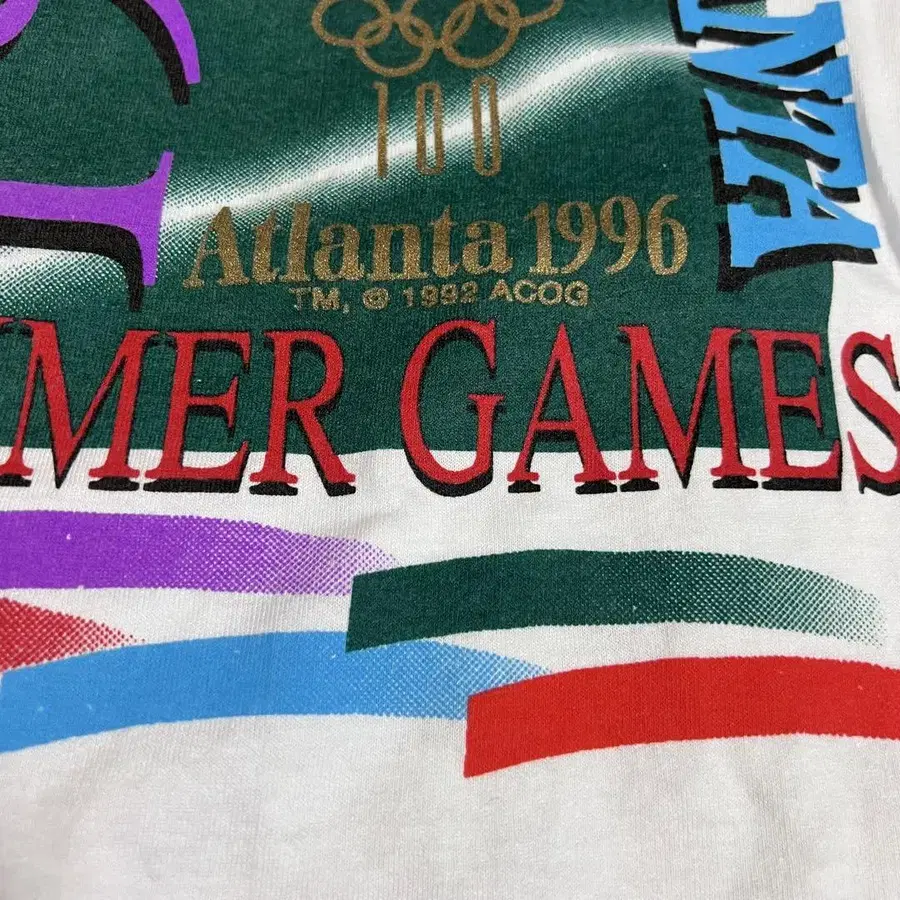 100
Atlanta 1996
TM, © 1992 ACOG
MER GAMES